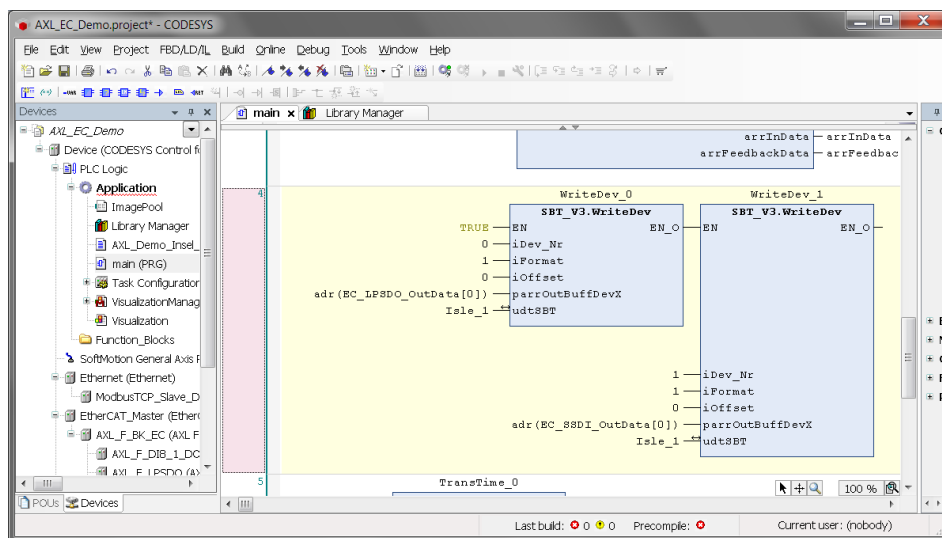 AXL_EC_Demo.project* - CODESYS
File Edit View Project FBD/LD/IL Build Online Debug Tools Window Help
Devices
AXL_EC_Demo
Device (CODESYS Control f
PLC Logic
Application
ImagePool
Library Manager
AXL_Demo_Insel_
main (PRG)
Task Configuration
VisualizationManag
Visualization
Function_Blocks
SoftMotion General Axis P
Ethernet (Ethernet)
ModbusTCP_Slave_D
EtherCAT_Master (Etherc
AXL_F_BK_EC (AXL F
AXL_F_DIB_1_DC
AXL_F_LPSDO (AX
POUs Devices
main Library Manager
arrInData arrInData
arrFeedbackData arrFeedbac
4
WriteDev_0 WriteDev_1
SBT_V3.WriteDev SBT_V3.WriteDev
TRUE EN EN_O EN EN_O
0 iDev_Nr
1 iFormat
0 iOffset
adr(EC_LPSDO_OutData[0]) parrOutBuffDevX
Isle_1 udtSBT
1 iDev_Nr
1 iFormat
0 iOffset
adr(EC_SSDI_OutData[0]) parrOutBuffDevX
Isle_1 udtSBT
5
TransTime_0
100 %
Last build: 0 0 Precompile: Current user: (nobody)